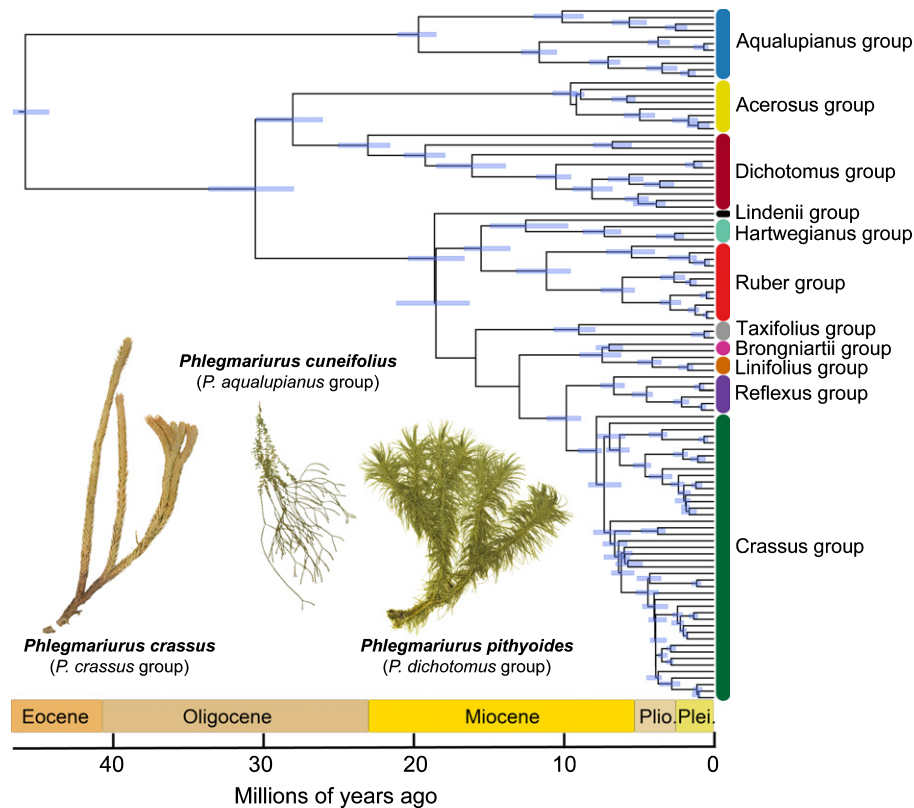 Aqualupianus group
Acerosus group
Dichotomus group
Lindenii group
Hartwegianus group
Ruber group
Taxifolius group
Brongniartii group
Linifolius group
Reflexus group
Crassus group
Phlegmariurus cuneifolius
(P. aqualupianus group)
Phlegmariurus crassus
(P. crassus group)
Phlegmariurus pithyoides
(P. dichotomus group)
Eocene Oligocene Miocene Plio. Plei.
40 30 20 10 0
Millions of years ago